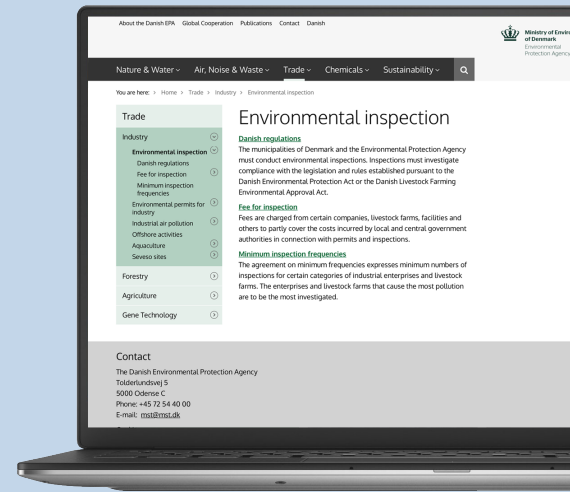 About the Danish EPA Global Cooperation Publications Contact Danish
Ministry of Enviro
of Denmark
Environmental
Protection Agency
Nature & Water Air, Noise & Waste Trade Chemicals Sustainability
You are here: > Home > Trade > Industry > Environmental inspection
Trade
Industry
Environmental inspection
Danish regulations
Fee for inspection
Minimum inspection
frequencies
Environmental permits for
industry
Industrial air pollution
Offshore activities
Aquaculture
Seveso sites
Forestry
Agriculture
Gene Technology
Environmental inspection
Danish regulations
The municipalities of Denmark and the Environmental Protection Agency
must conduct environmental inspections. Inspections must investigate
compliance with the legislation and rules established pursuant to the
Danish Environmental Protection Act or the Danish Livestock Farming
Environmental Approval Act.
Fee for inspection
Fees are charged from certain companies, livestock farms, facilities and
others to partly cover the costs incurred by local and central government
authorities in connection with permits and inspections.
Minimum inspection frequencies
The agreement on minimum frequencies expresses minimum numbers of
inspections for certain categories of industrial enterprises and livestock
farms. The enterprises and livestock farms that cause the most pollution
are to be the most investigated.
Contact
The Danish Environmental Protection Agency
Tolderlundsvej 5
5000 Odense C
Phone: +45 72 54 40 00
E-mail: mst@mst.dk